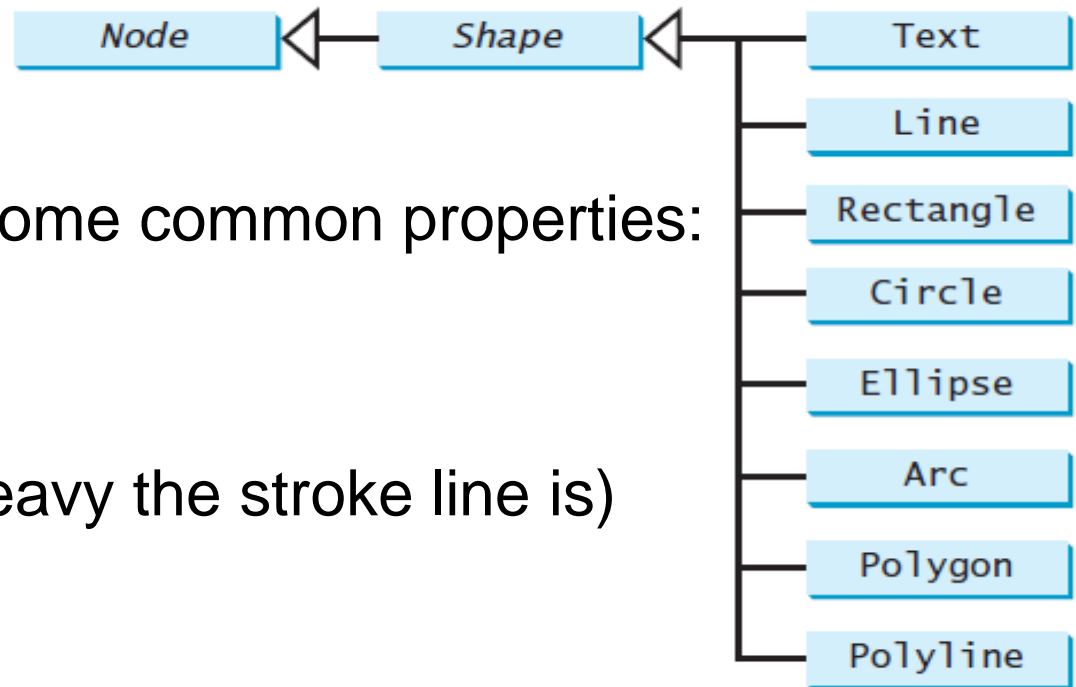 Node Shape Text
Line
ome common properties: Rectangle
Circle
Ellipse
eavy the stroke line is) Arc
Polygon
Polyline